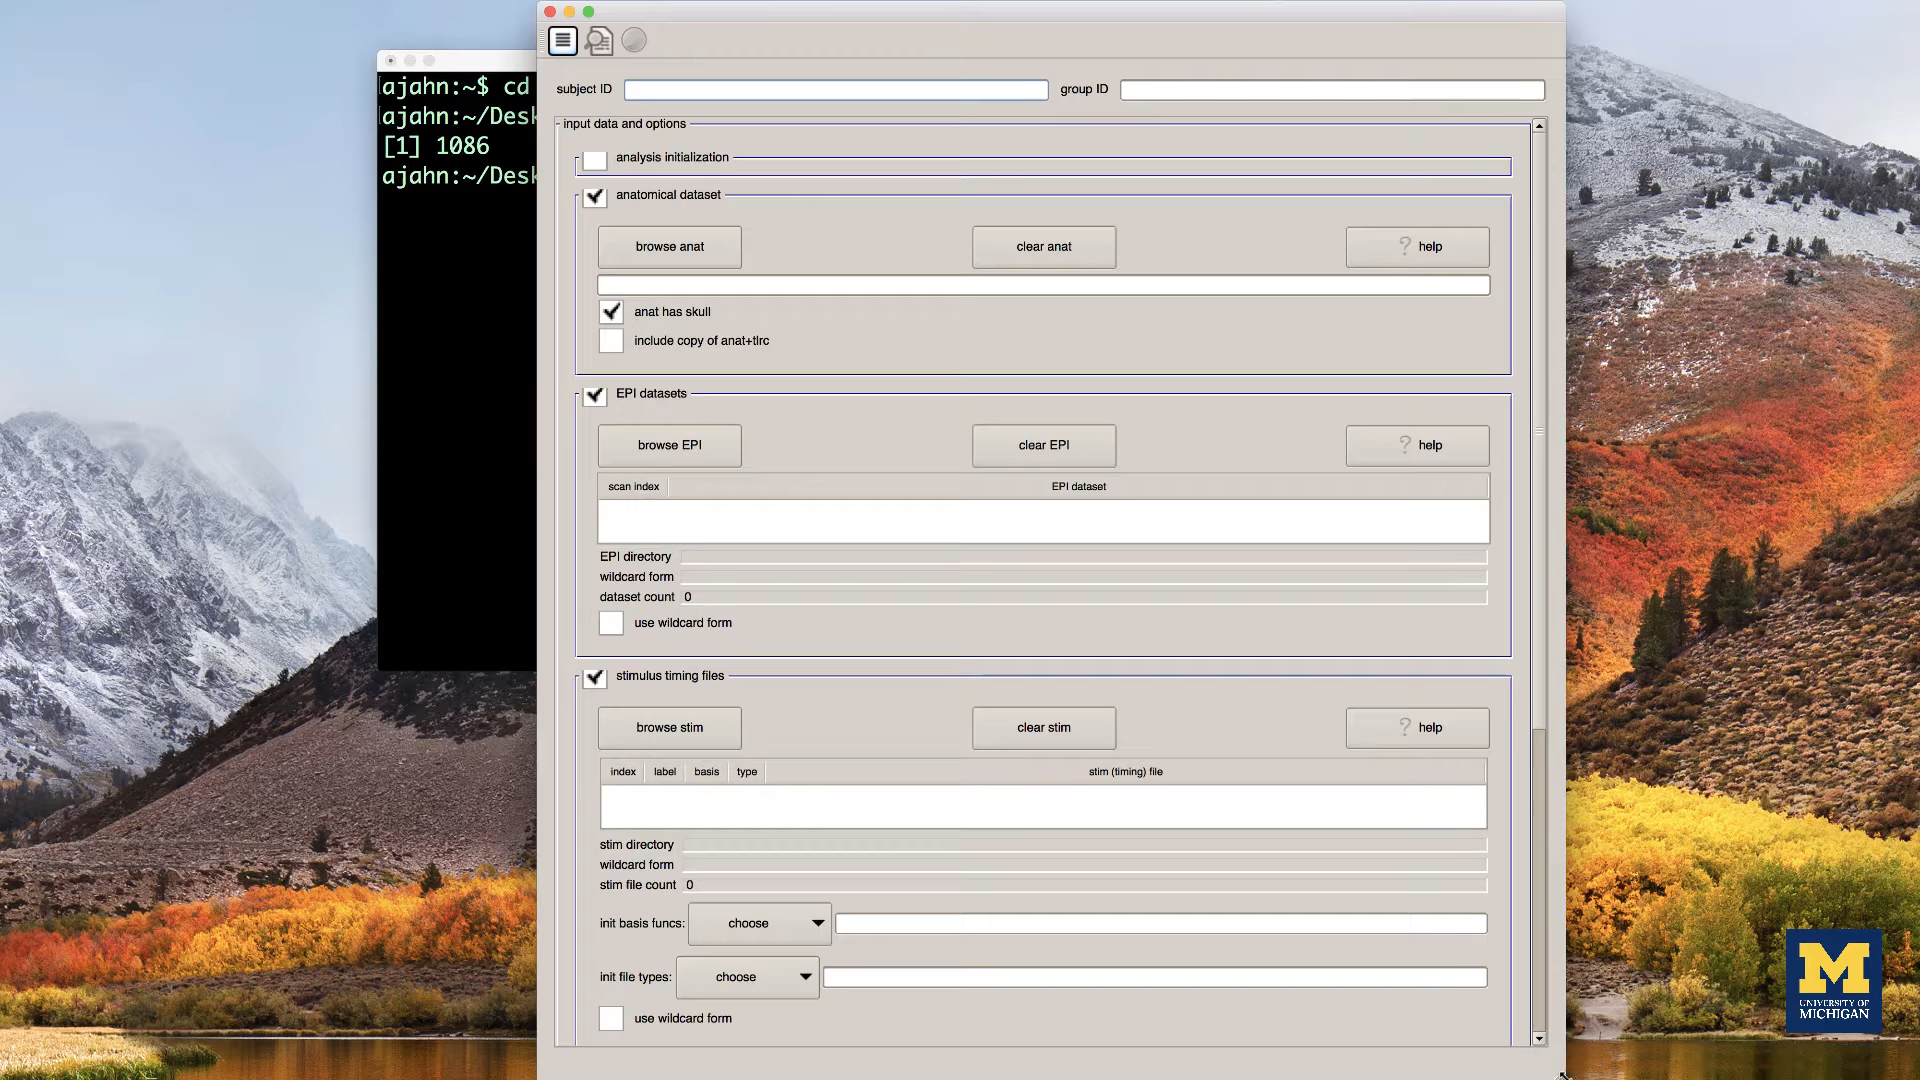 ajahn:~$ cd
ajahn:~/Desk
[1] 1086
ajahn:~/Desk
subject ID
group ID
input data and options
analysis initialization
anatomical dataset
browse anat
clear anat
? help
anat has skull
include copy of anat+tlrc
EPI datasets
browse EPI
clear EPI
? help
scan index
EPI dataset
EPI directory
wildcard form
dataset count 0
use wildcard form
stimulus timing files
browse stim
clear stim
? help
index
label
basis
type
stim (timing) file
stim directory
wildcard form
stim file count 0
init basis funcs: choose
init file types: choose
use wildcard form
M
UNIVERSITY OF
MICHIGAN